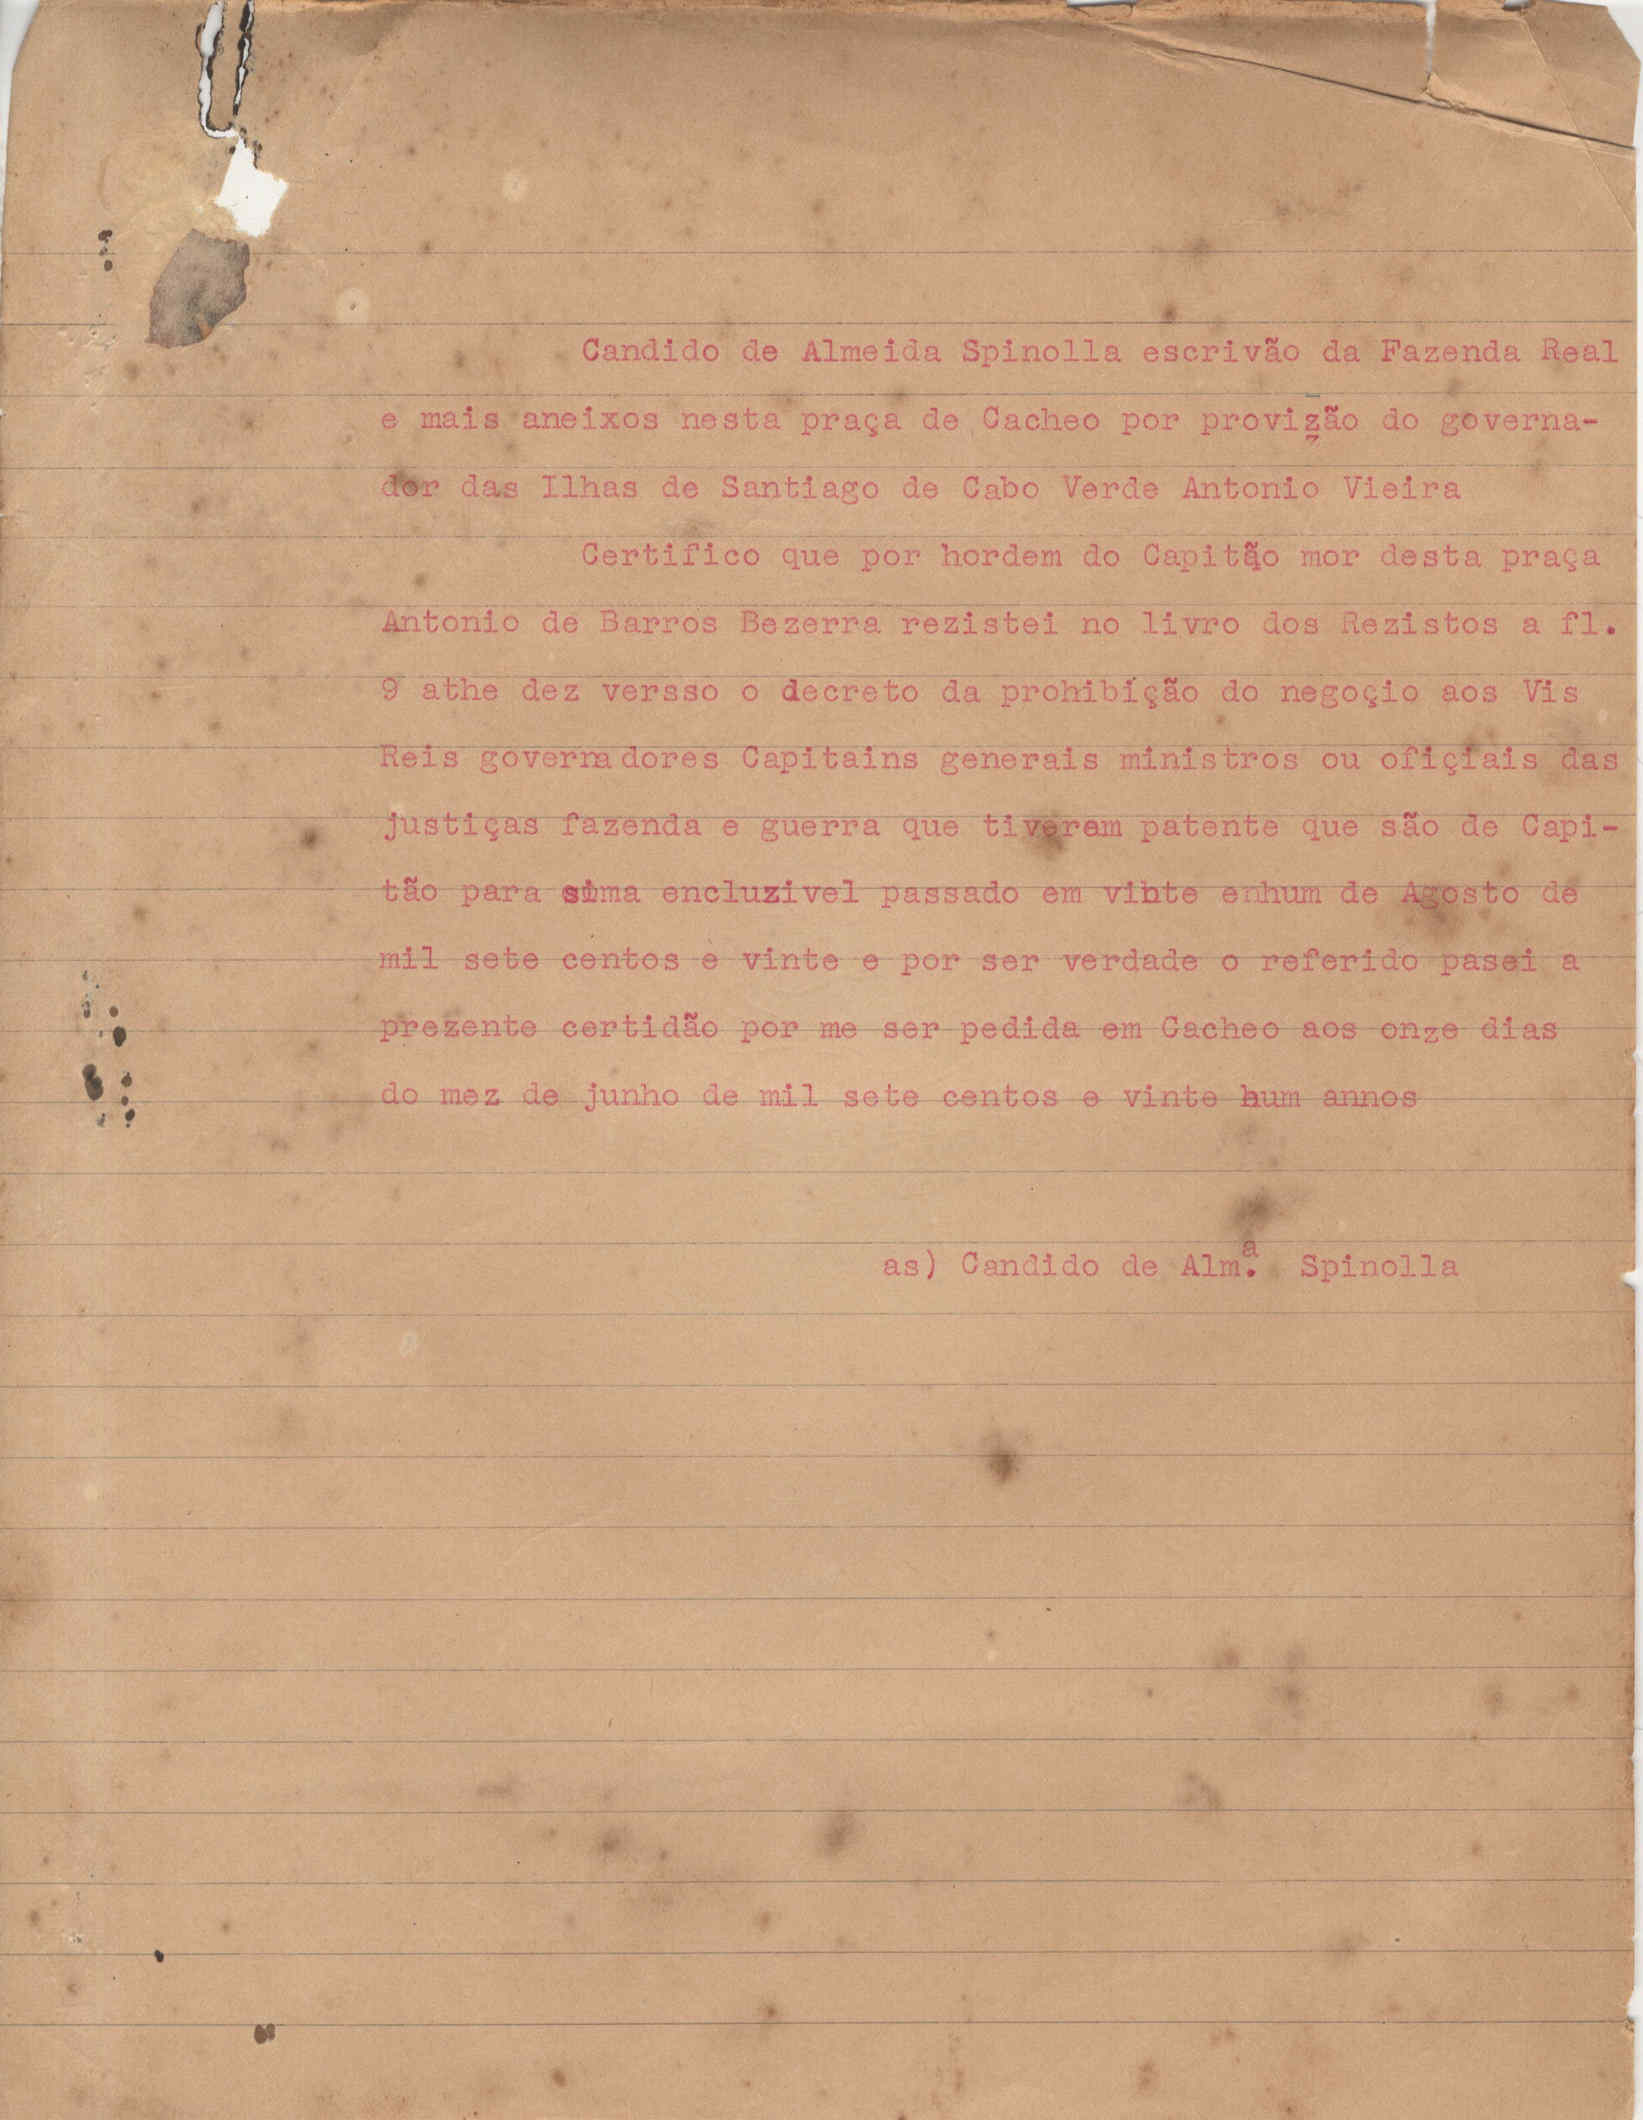 Candido de Almeida Spinolla escrivão da Fazenda Real
e mais aneixos nesta praça de Cacheo por provizão do governa-
dor das Ilhas de Santiago de Cabo Verde Antonio Vieira
Certifico que por hordem do Capitão mor desta praça
Antonio de Barros Bezerra rezistei no livro dos Rezistos a fl.
9 athe dez versso o decreto da prohibição do negoçio aos Vis
Reis governadores Capitains generais ministros ou ofiçiais das
justiças fazenda e guerra que tiverem patente que são de Capi-
tão para sima encluzivel passado em vinte enhum de Agosto de
mil sete centos e vinte e por ser verdade o referido pasei a
prezente certidão por me ser pedida em Cacheo aos onze dias
do mez de junho de mil sete centos e vinte hum annos
as) Candido de Alm.ª Spinolla